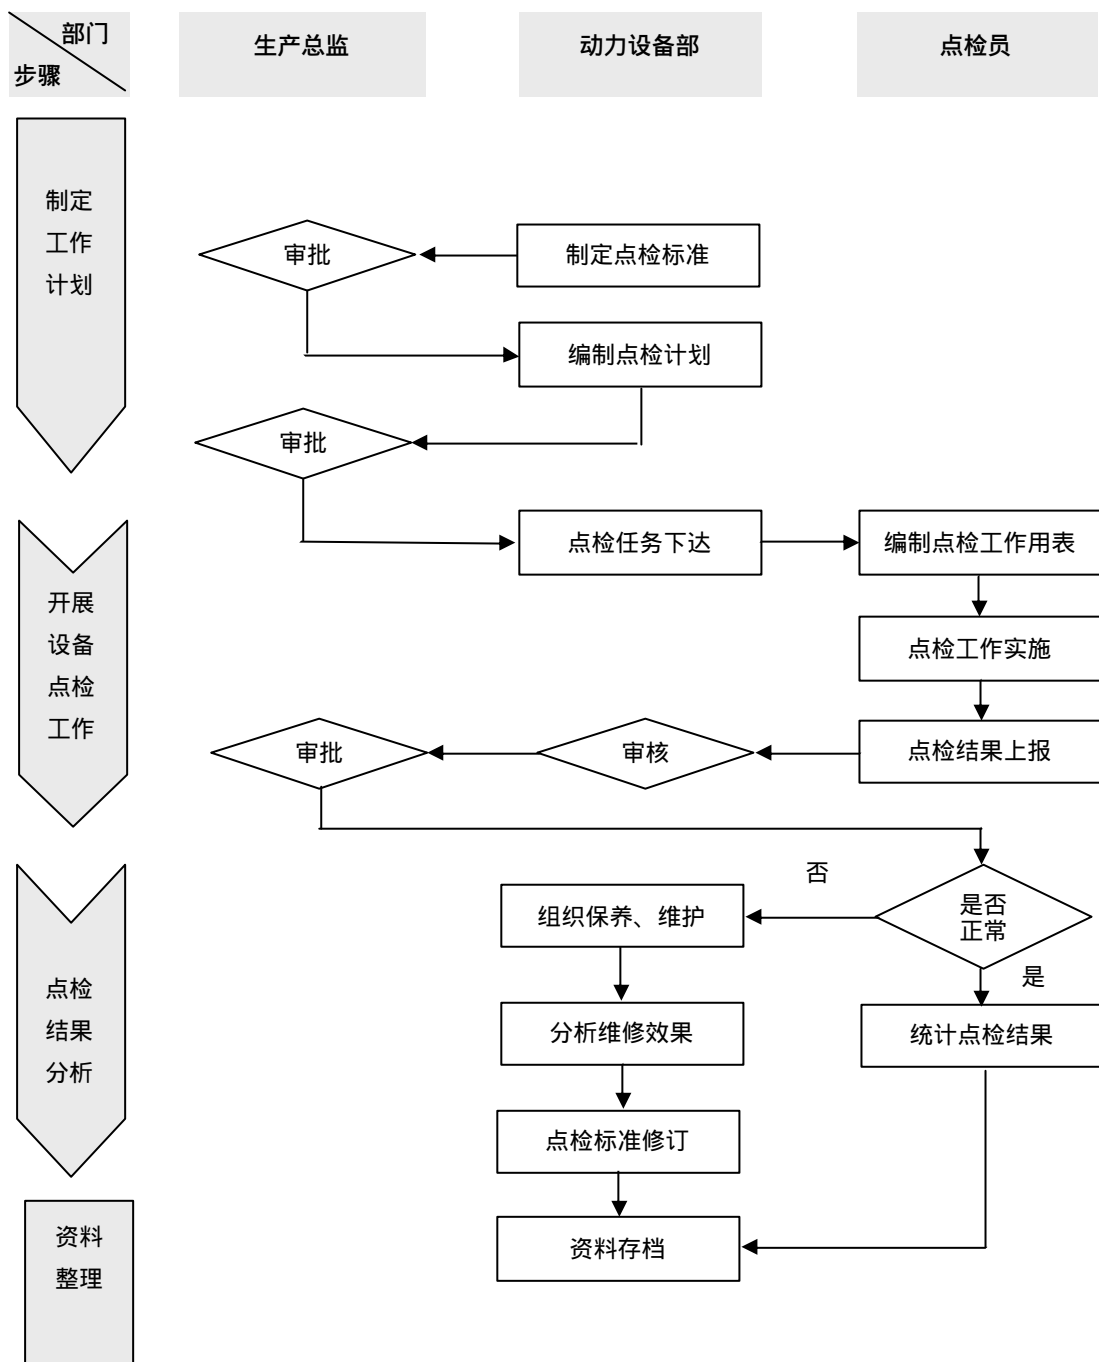 部门
步骤
生产总监
动力设备部
点检员
制定
工作
计划
审批
制定点检标准
编制点检计划
审批
点检任务下达
编制点检工作用表
开展
设备
点检
工作
点检工作实施
审批
审核
点检结果上报
否
组织保养、维护
是否
正常
是
点检
结果
分析
分析维修效果
统计点检结果
点检标准修订
资料
整理
资料存档